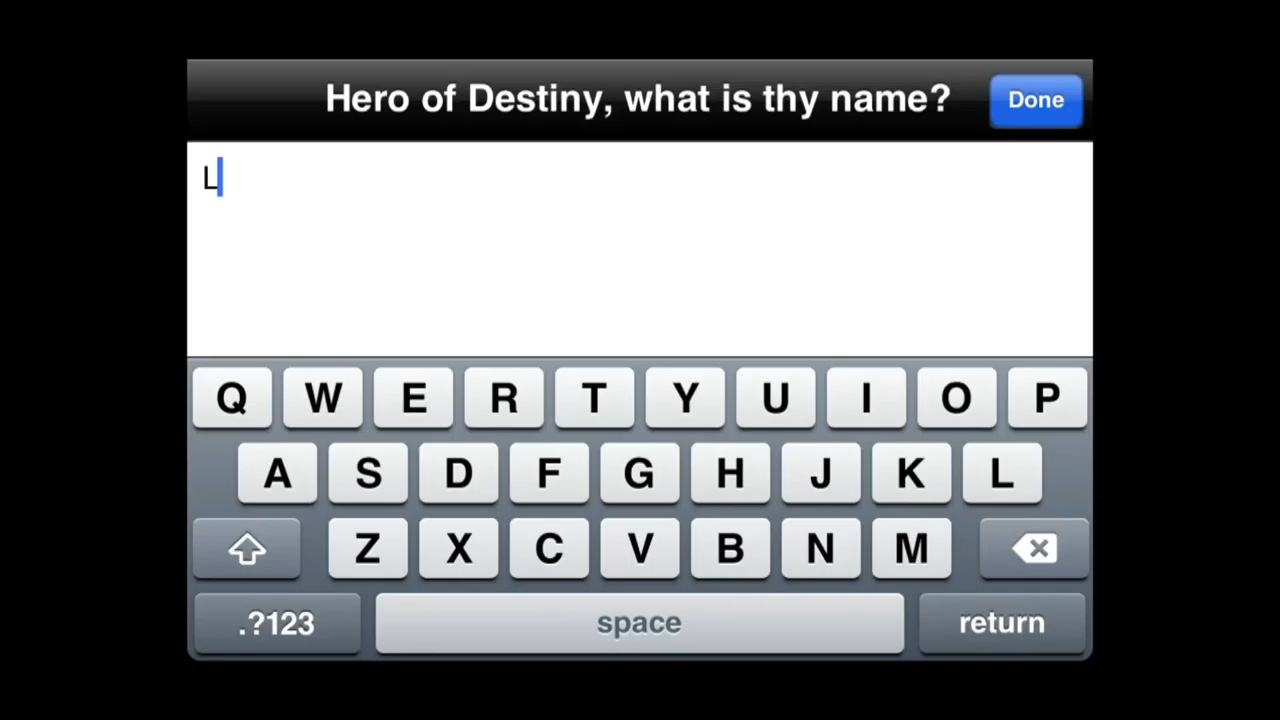 Hero of Destiny, what is thy name?
Done
L
Q W E R T Y U I O P
A S D F G H J K L
Z X C V B N M
.?123 space return